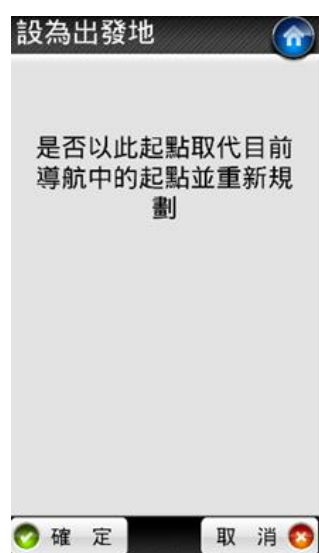 設為出發地
是否以此起點取代目前
導航中的起點並重新規
劃
確 定
取 消